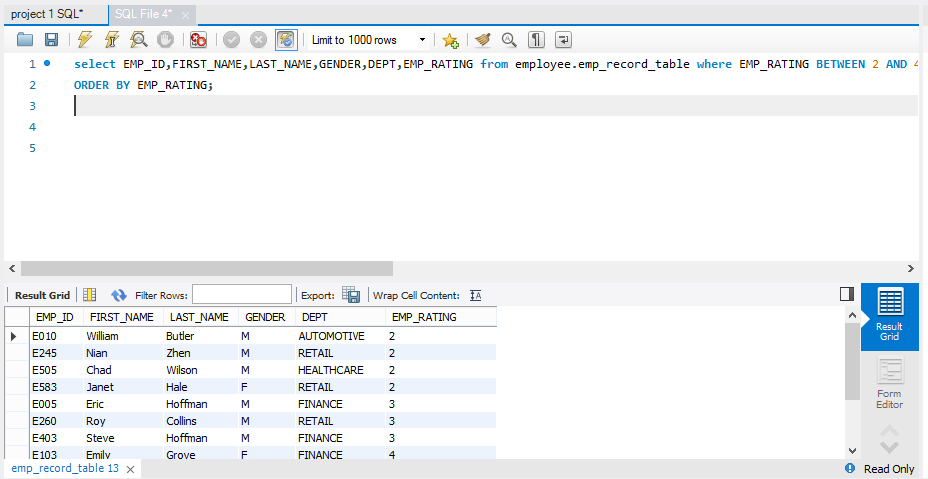 project 1 SQL*
SQL File 4*
Limit to 1000 rows
1 select EMP_ID,FIRST_NAME,LAST_NAME,GENDER,DEPT,EMP_RATING from employee.emp_record_table where EMP_RATING BETWEEN 2 AND 4
2 ORDER BY EMP_RATING;
3
4
5
Result Grid Filter Rows: Export: Wrap Cell Content: IA
EMP_ID FIRST_NAME LAST_NAME GENDER DEPT EMP_RATING
E010 William Butler M AUTOMOTIVE 2
E245 Nian Zhen M RETAIL 2
E505 Chad Wilson M HEALTHCARE 2
E583 Janet Hale F RETAIL 2
E005 Eric Hoffman M FINANCE 3
E260 Roy Collins M RETAIL 3
E403 Steve Hoffman M FINANCE 3
E103 Emily Grove F FINANCE 4
Result
Grid
Form
Editor
emp_record_table 13
Read Only